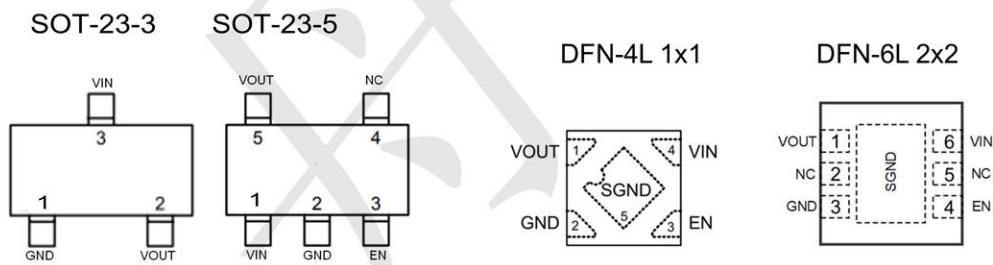 SOT-23-3
SOT-23-5
DFN-4L 1x1
DFN-6L 2x2
VIN
3
1
2
GND
VOUT
VOUT
NC
5
4
1
2
3
VIN
GND
EN
VOUT
1
4
VIN
SGND
GND
2
5
3
EN
VOUT
1
6
VIN
NC
2
SGND
5
NC
GND
3
4
EN